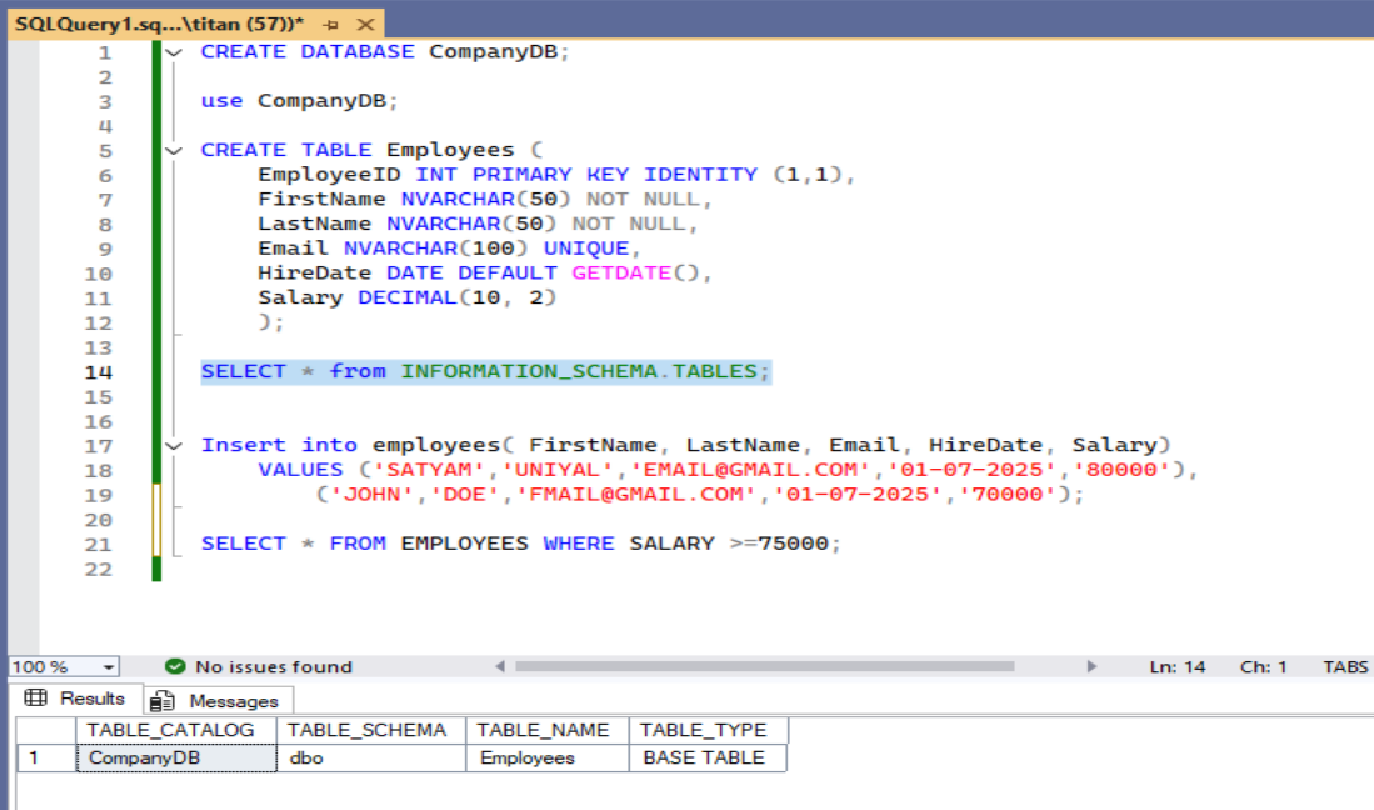 SQLQuery1.sq...\titan (57))*
1 CREATE DATABASE CompanyDB;
2
3 use CompanyDB;
4
5 CREATE TABLE Employees (
6 EmployeeID INT PRIMARY KEY IDENTITY (1,1),
7 FirstName NVARCHAR(50) NOT NULL,
8 LastName NVARCHAR(50) NOT NULL,
9 Email NVARCHAR(100) UNIQUE,
10 HireDate DATE DEFAULT GETDATE(),
11 Salary DECIMAL(10, 2)
12 );
13
14 SELECT * from INFORMATION_SCHEMA.TABLES;
15
16
17 Insert into employees( FirstName, LastName, Email, HireDate, Salary)
18 VALUES ('SATYAM','UNIYAL','EMAIL@GMAIL.COM','01-07-2025','80000'),
19 ('JOHN','DOE','FMAIL@GMAIL.COM','01-07-2025','70000');
20
21 SELECT * FROM EMPLOYEES WHERE SALARY >=75000;
22
100 % No issues found Ln: 14 Ch: 1 TABS
Results Messages
TABLE_CATALOG TABLE_SCHEMA TABLE_NAME TABLE_TYPE
1 CompanyDB dbo Employees BASE TABLE